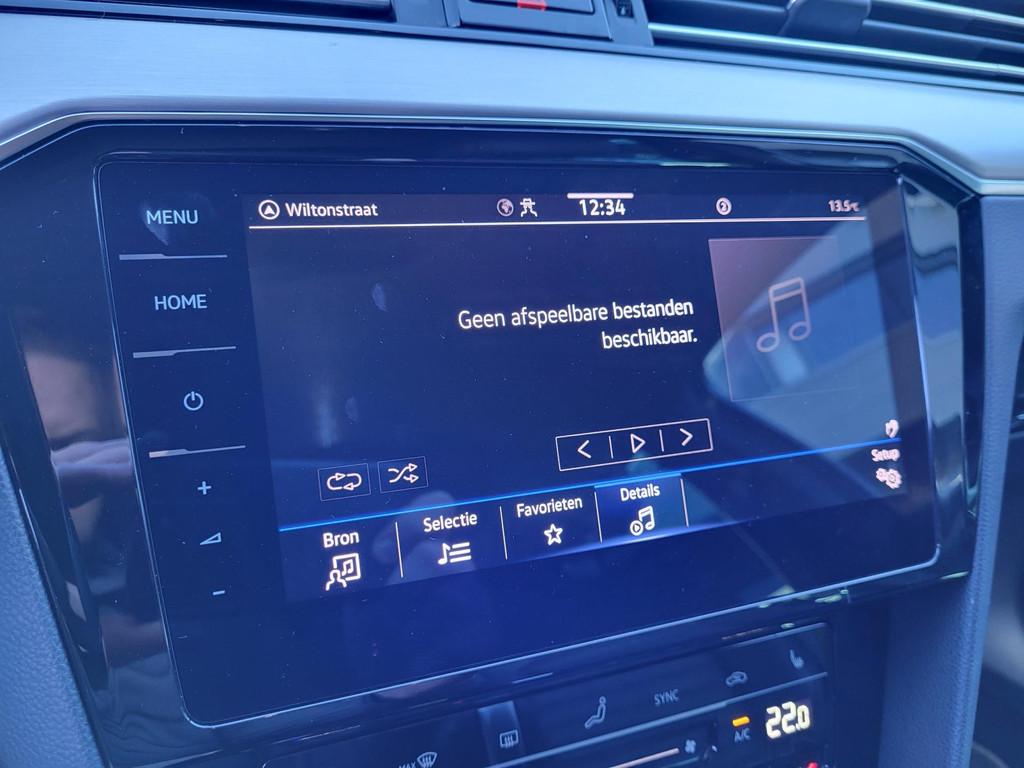 Wiltonstraat 12:34 13.5°C
MENU
HOME
Geen afspeelbare bestanden
beschikbaar.
+
-
Setup
Bron Selectie Favorieten Details
SYNC
MAX
A/C
22.0